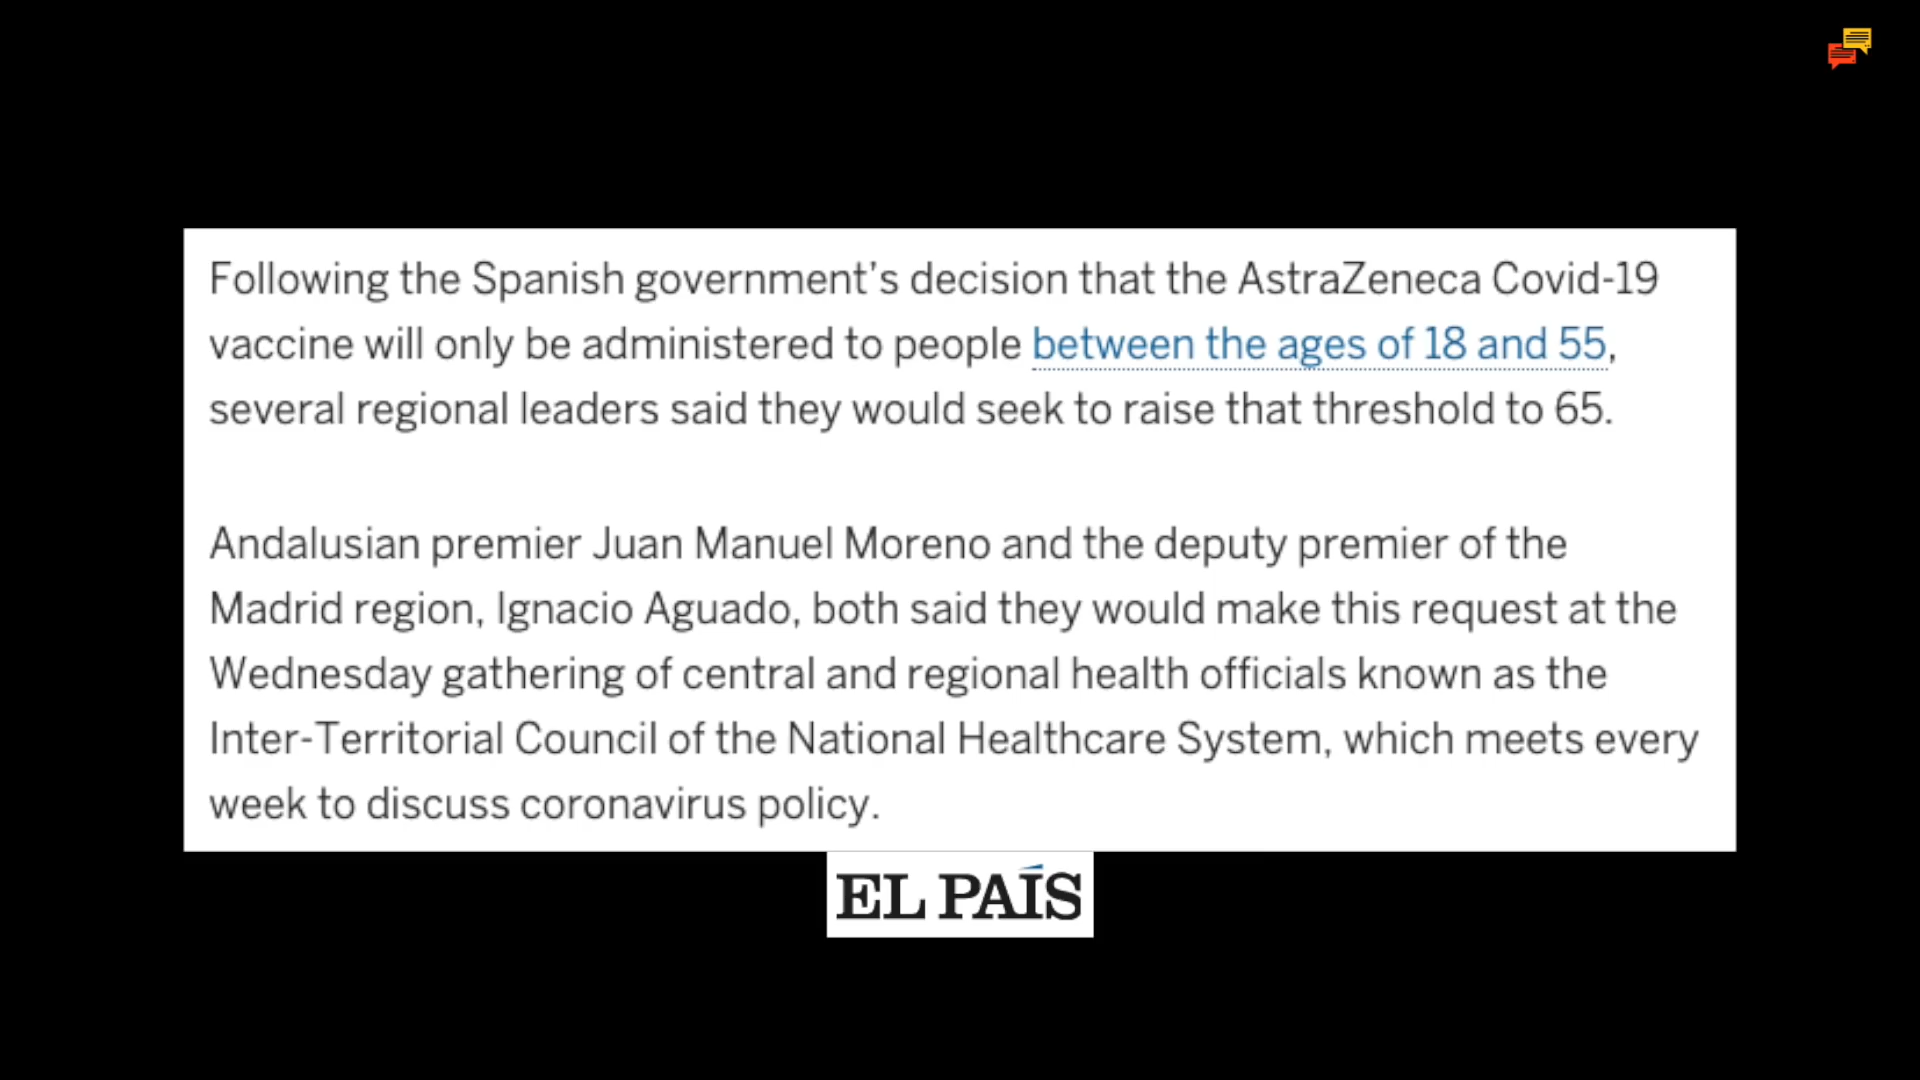 Following the Spanish government's decision that the AstraZeneca Covid-19
vaccine will only be administered to people between the ages of 18 and 55,
several regional leaders said they would seek to raise that threshold to 65.
Andalusian premier Juan Manuel Moreno and the deputy premier of the
Madrid region, Ignacio Aguado, both said they would make this request at the
Wednesday gathering of central and regional health officials known as the
Inter-Territorial Council of the National Healthcare System, which meets every
week to discuss coronavirus policy.
EL PAÍS